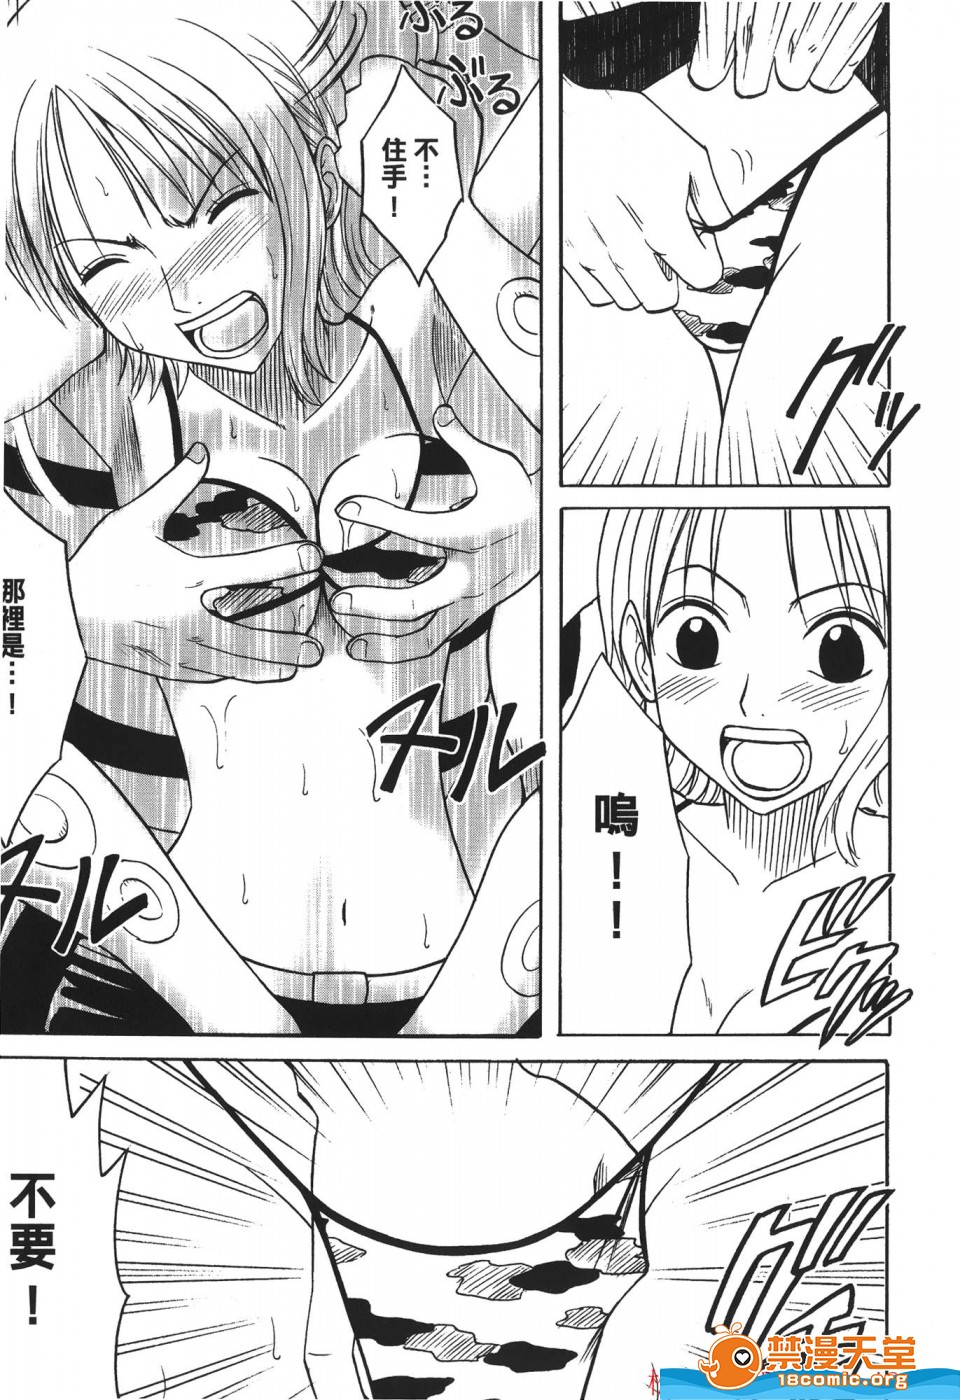 グッ
嗚！！
ビクッ
ぶる
ぶる
不…
住手！
ヌル
ヌル
那裡是…！
不要！
禁漫天堂
18comic.org